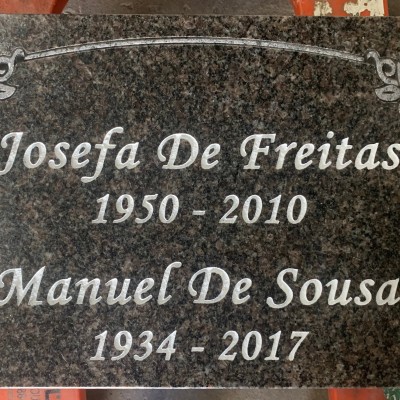 Josefa De Freitas
1950 - 2010
Manuel De Sousa
1934 - 2017